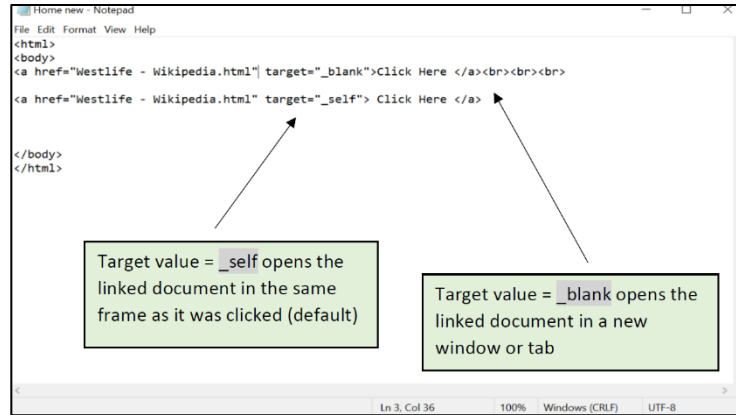 Home new - Notepad
File Edit Format View Help
<html>
<body>
<a href="Westlife - Wikipedia.html" target="_blank">Click Here </a><br><br><br>
<a href="Westlife - Wikipedia.html" target="_self"> Click Here </a>
</body>
</html>
Target value = _self opens the
linked document in the same
frame as it was clicked (default)
Target value = _blank opens the
linked document in a new
window or tab
Ln 3, Col 36 100% Windows (CRLF) UTF-8